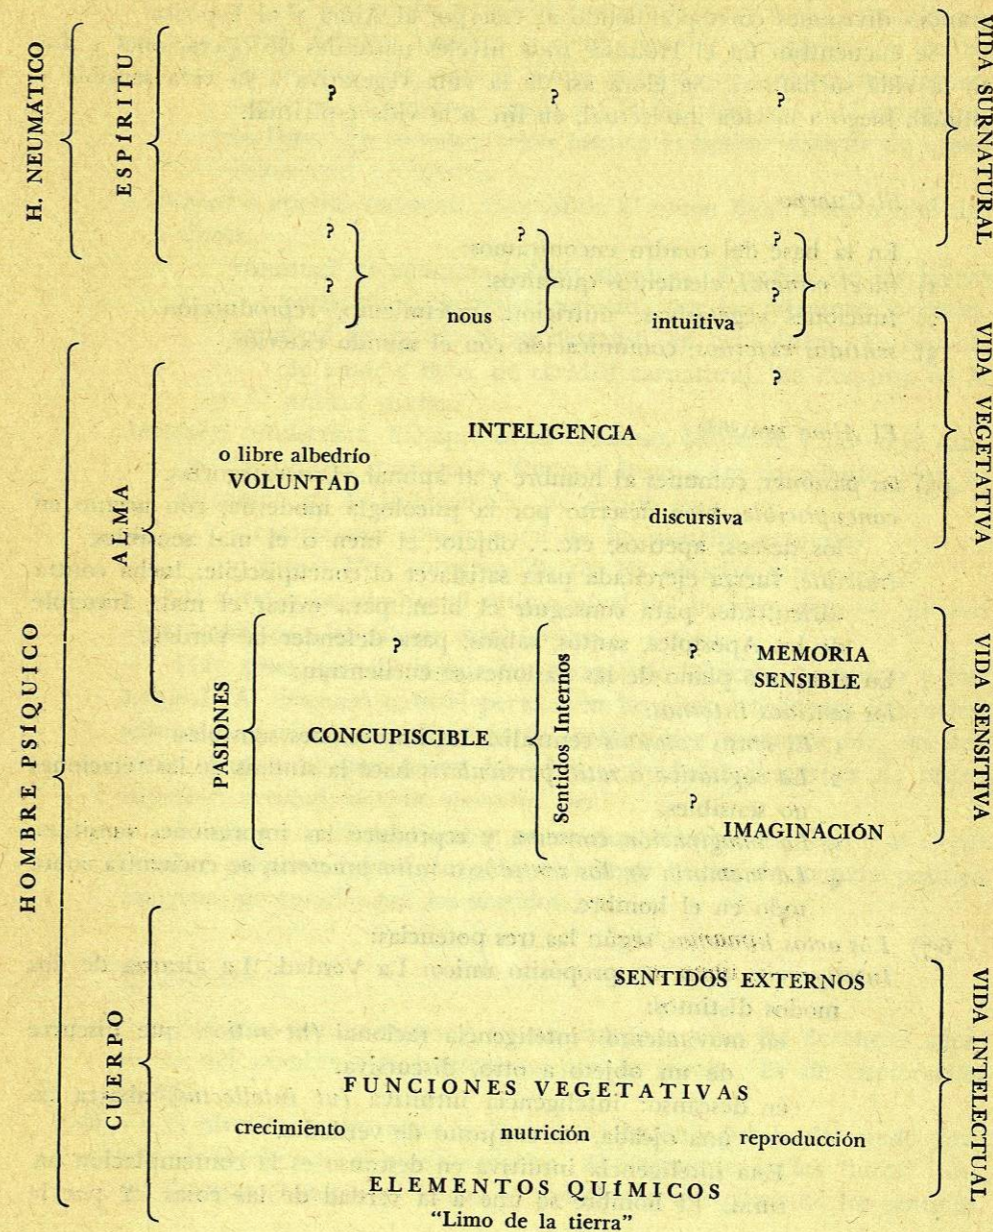 H. NEUMÁTICO
ESPÍRITU
? ? ?
VIDA SURNATURAL
? ? ?
? ?
nous intuitiva
?
HOMBRE PSÍQUICO
ALMA
INTELIGENCIA
o libre albedrío
VOLUNTAD
discursiva
VIDA VEGETATIVA
PASIONES
?
CONCUPISCIBLE
Sentidos Internos
?
MEMORIA
SENSIBLE
?
IMAGINACIÓN
VIDA SENSITIVA
CUERPO
SENTIDOS EXTERNOS
FUNCIONES VEGETATIVAS
crecimiento nutrición reproducción
ELEMENTOS QUÍMICOS
“Limo de la tierra”
VIDA INTELECTUAL